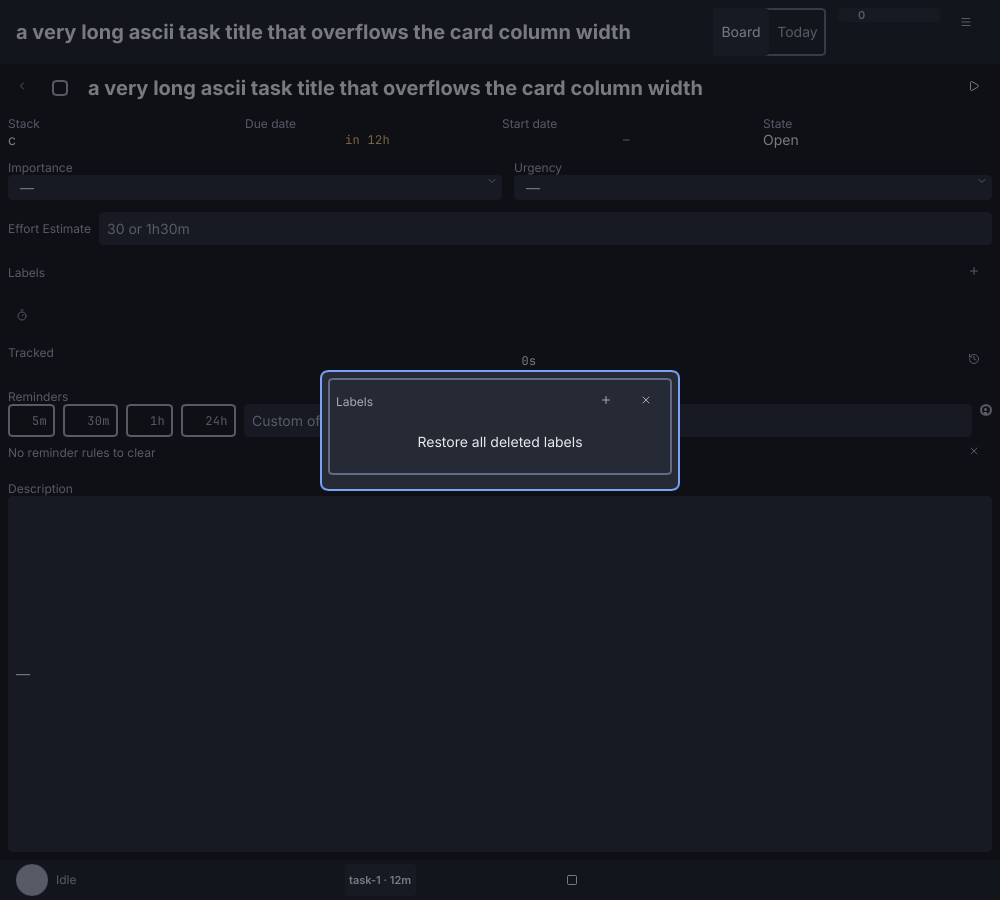 a very long ascii task title that overflows the card column width
Board
Today
0
a very long ascii task title that overflows the card column width
Stack
Due date
Start date
State
c
in 12h
—
Open
Importance
Urgency
—
—
Effort Estimate
30 or 1h30m
Labels
Tracked
0s
Reminders
5m
30m
1h
24h
Custom of
No reminder rules to clear
Labels
Restore all deleted labels
Description
—
Idle
task-1 · 12m